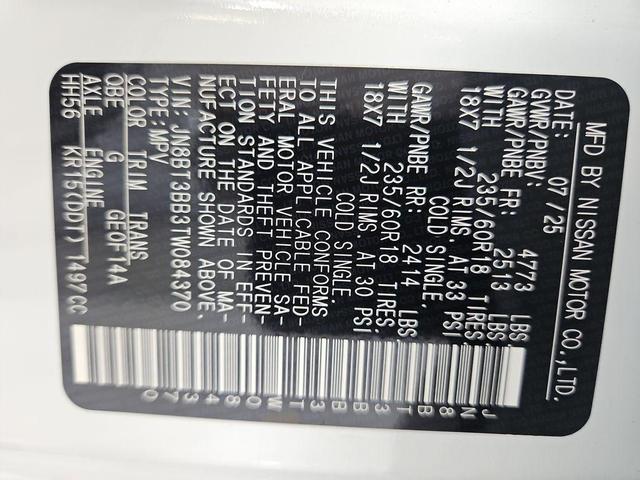 MFD BY NISSAN MOTOR CO.,LTD.
DATE: 07/25
GVWR/PNBV: 4773 LBS.
GAWR/PNBE FR: 2513 LBS.
WITH 235/60R18 TIRES
18X7 1/2J RIMS. AT 33 PSI
COLD SINGLE.
GAWR/PNBE RR: 2414 LBS.
WITH 235/60R18 TIRES
18X7 1/2J RIMS. AT 30 PSI
COLD SINGLE.
THIS VEHICLE CONFORMS
TO ALL APPLICABLE FED-
ERAL MOTOR VEHICLE SA-
FETY AND THEFT PREVEN-
TION STANDARDS IN EFF-
ECT ON THE DATE OF MA-
NUFACTURE SHOWN ABOVE.
VIN:JN8BT3BB3TW084370
TYPE:MPV
COLOR TRIM TRANS
QBE G GE0F14A
AXLE ENGINE
HH56 KR15(DDT) 1497CC
JN8BT3BB3TW084370